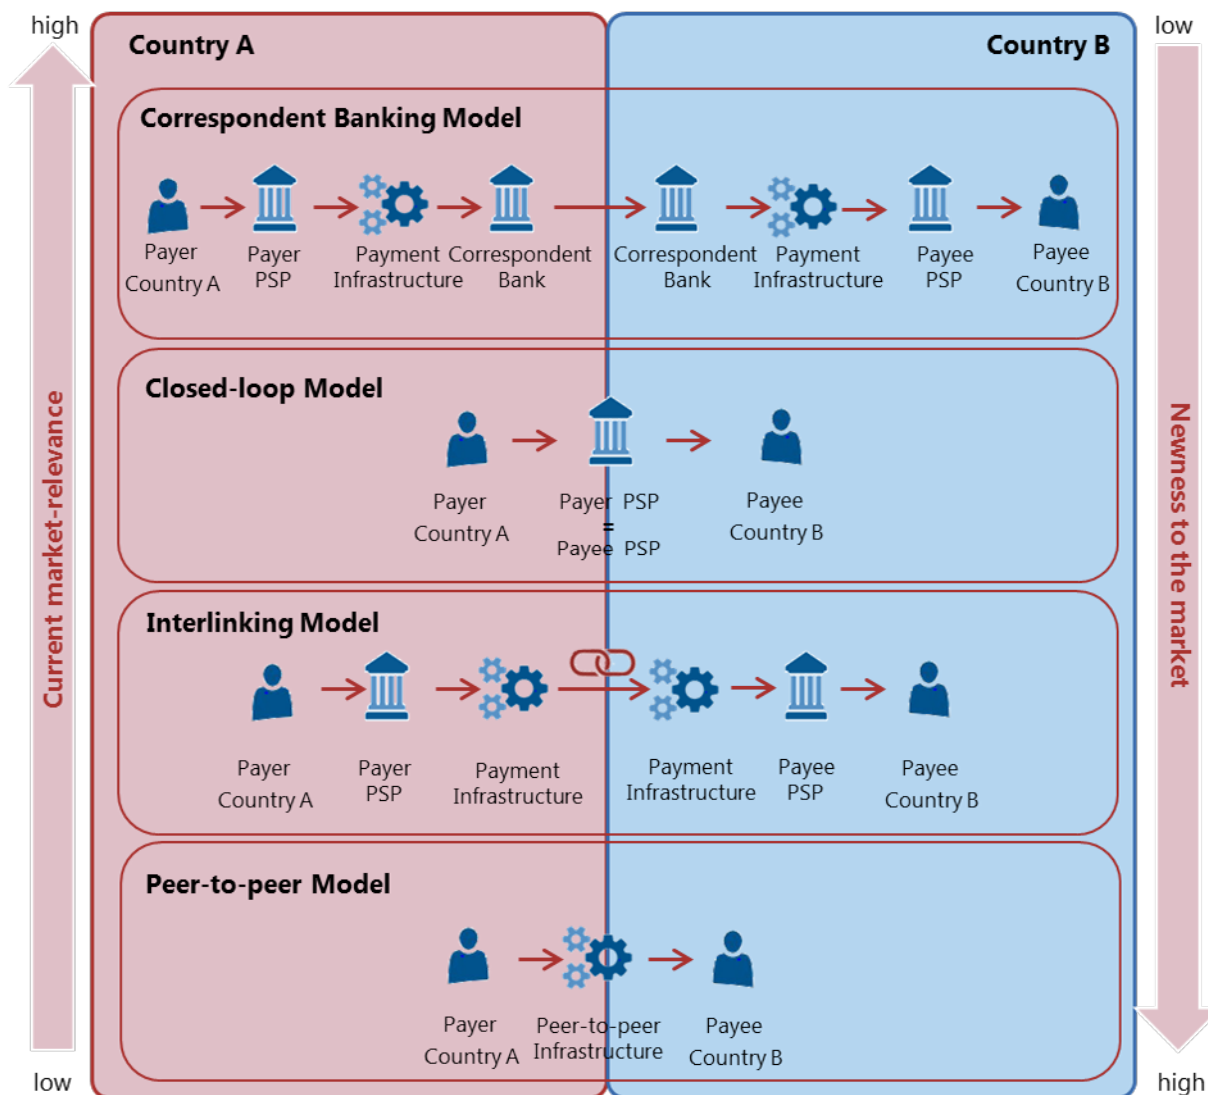 high
low
Country A
Country B
Correspondent Banking Model
Payer
Country A
Payer
PSP
Payment
Infrastructure
Correspondent
Bank
Correspondent
Bank
Payment
Infrastructure
Payee
PSP
Payee
Country B
Closed-loop Model
Payer
Country A
Payer PSP
=
Payee PSP
Payee
Country B
Current market-relevance
Newness to the market
Interlinking Model
Payer
Country A
Payer
PSP
Payment
Infrastructure
Payment
Infrastructure
Payee
PSP
Payee
Country B
Peer-to-peer Model
Payer
Country A
Peer-to-peer
Infrastructure
Payee
Country B
low
high